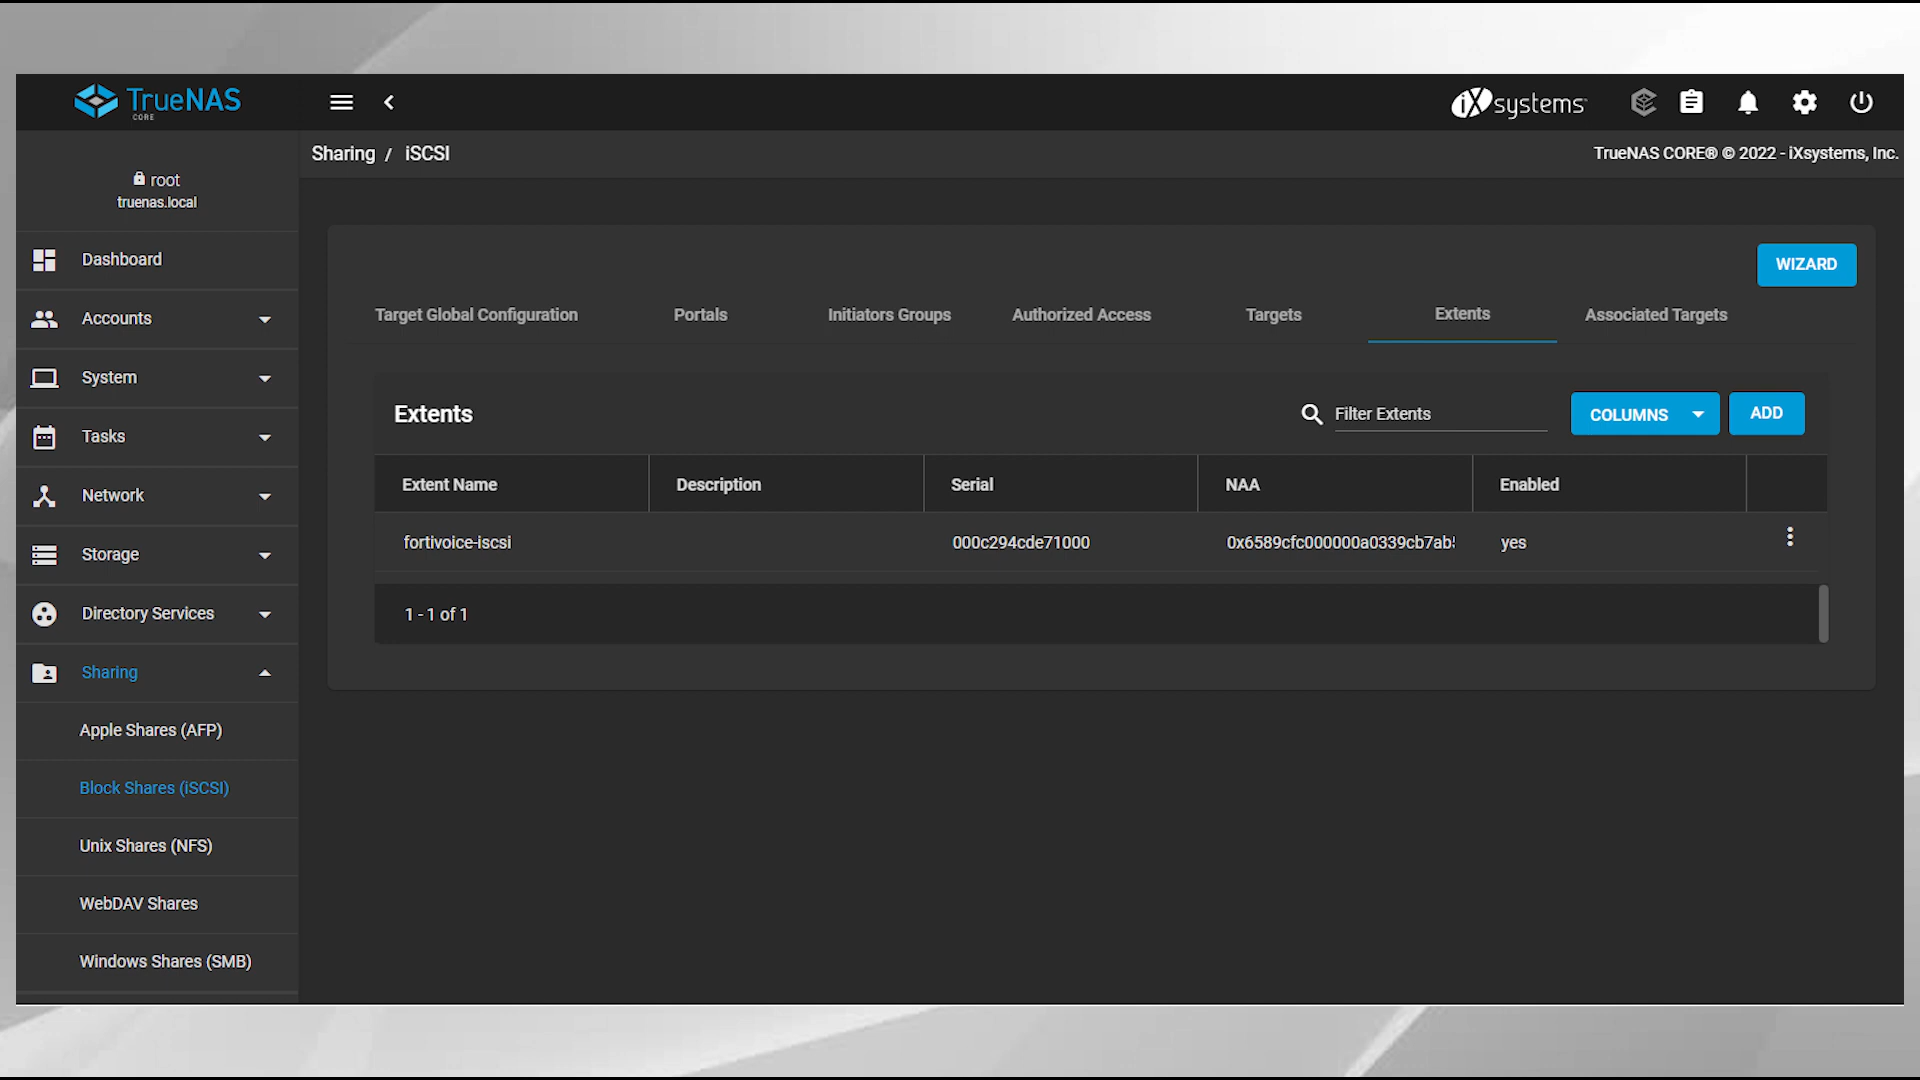 TrueNAS
CORE
iXsystems
Sharing / iSCSI
TrueNAS CORE® © 2022 - iXsystems, Inc.
root
truenas.local
Dashboard
Accounts
System
Tasks
Network
Storage
Directory Services
Sharing
Apple Shares (AFP)
Block Shares (iSCSI)
Unix Shares (NFS)
WebDAV Shares
Windows Shares (SMB)
WIZARD
Target Global Configuration Portals Initiators Groups Authorized Access Targets Extents Associated Targets
Extents Filter Extents COLUMNS ADD
Extent Name Description Serial NAA Enabled
fortivoice-iscsi 000c294cde71000 0x6589cfc000000a0339cb7ab yes
1 - 1 of 1